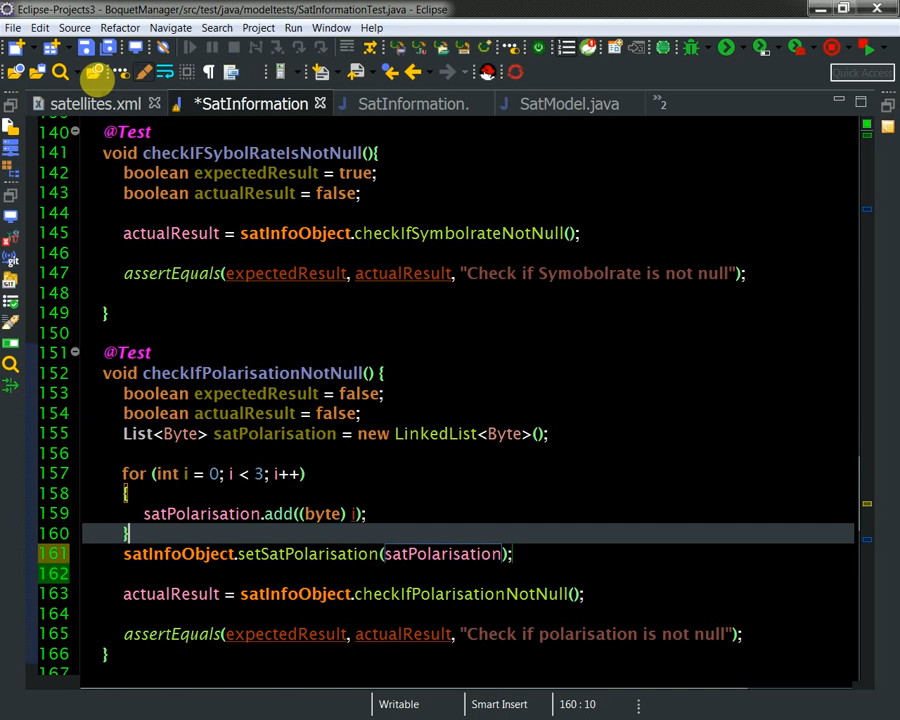 Eclipse-Projects3 - BoquetManager/src/test/java/modeltests/SatInformationTest.java - Eclipse
File Edit Source Refactor Navigate Search Project Run Window Help
Quick Access
satellites.xml *SatInformation SatInformation. SatModel.java »2
140 @Test
141 void checkIFSybolRateIsNotNull(){
142 boolean expectedResult = true;
143 boolean actualResult = false;
144
145 actualResult = satInfoObject.checkIfSymbolrateNotNull();
146
147 assertEquals(expectedResult, actualResult, "Check if Symobolrate is not null");
148
149 }
150
151 @Test
152 void checkIfPolarisationNotNull() {
153 boolean expectedResult = false;
154 boolean actualResult = false;
155 List<Byte> satPolarisation = new LinkedList<Byte>();
156
157 for (int i = 0; i < 3; i++)
158 {
159 satPolarisation.add((byte) i);
160 }
161 satInfoObject.setSatPolarisation(satPolarisation);
162
163 actualResult = satInfoObject.checkIfPolarisationNotNull();
164
165 assertEquals(expectedResult, actualResult, "Check if polarisation is not null");
166 }
167
Writable Smart Insert 160 : 10